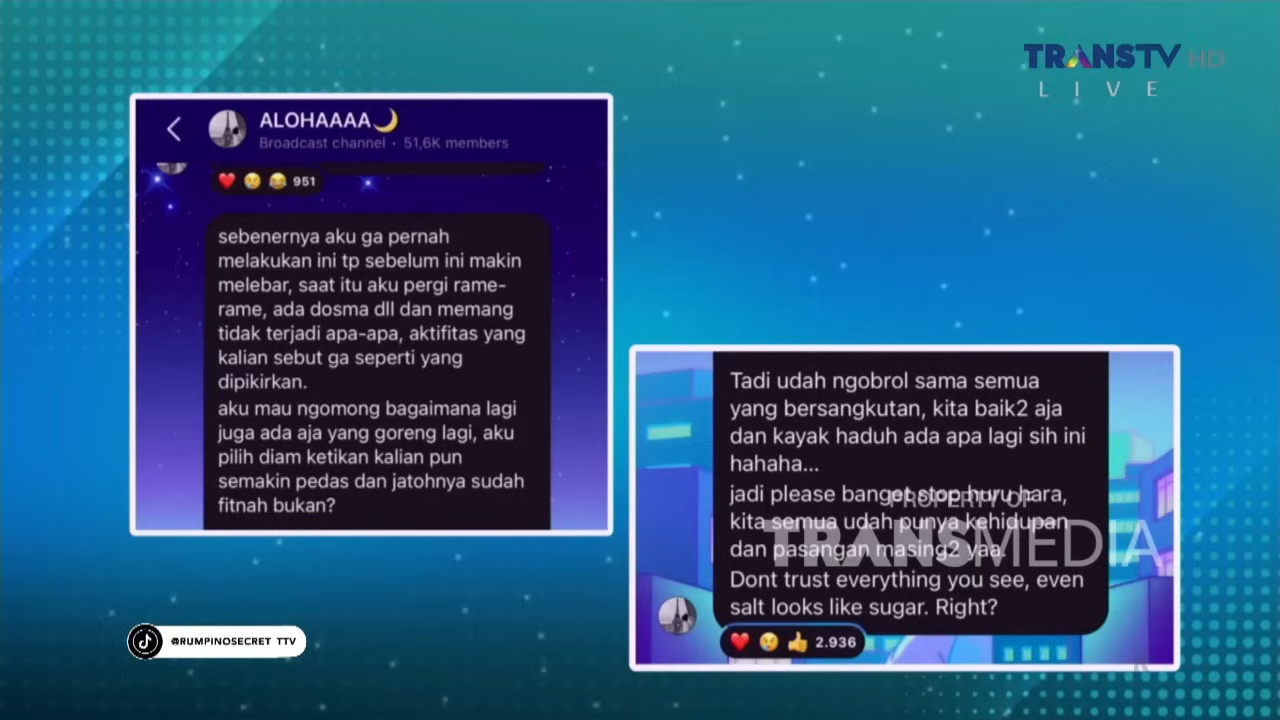 TRANSTV HD
LIVE
ALOHAAAA🌙
Broadcast channel · 51,6K members
❤️ 😢 😂 951
sebenernya aku ga pernah
melakukan ini tp sebelum ini makin
melebar, saat itu aku pergi rame-
rame, ada dosma dll dan memang
tidak terjadi apa-apa, aktifitas yang
kalian sebut ga seperti yang
dipikirkan.
aku mau ngomong bagaimana lagi
juga ada aja yang goreng lagi, aku
pilih diam ketikan kalian pun
semakin pedas dan jatohnya sudah
fitnah bukan?
Tadi udah ngobrol sama semua
yang bersangkutan, kita baik2 aja
dan kayak haduh ada apa lagi sih ini
hahaha...
jadi please banget stop huru hara,
kita semua udah punya kehidupan
dan pasangan masing2 yaa.
Dont trust everything you see, even
salt looks like sugar. Right?
❤️ 😢 👍 2.936
PROPERTY OF
TRANSMEDIA
@RUMPINOSECRET TTV